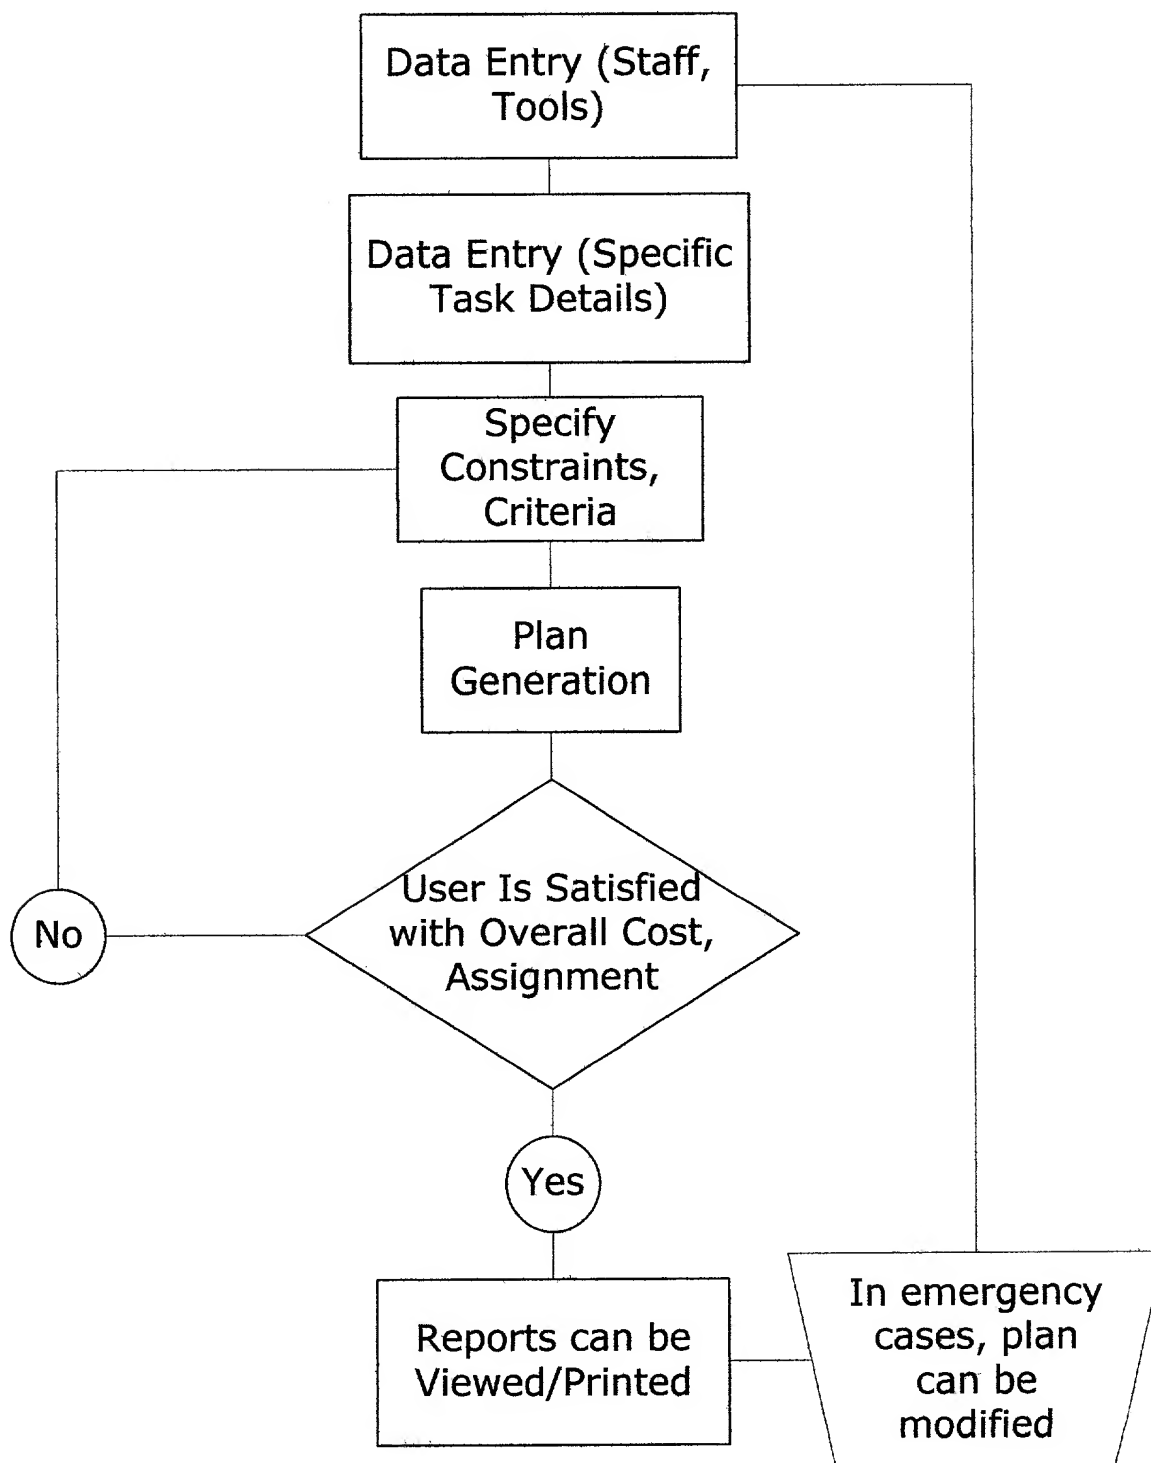 Data Entry (Staff,
Tools)
Data Entry (Specific
Task Details)
Specify
Constraints,
Criteria
Plan
Generation
User Is Satisfied
with Overall Cost,
Assignment
No
Yes
Reports can be
Viewed/Printed
In emergency
cases, plan
can be
modified